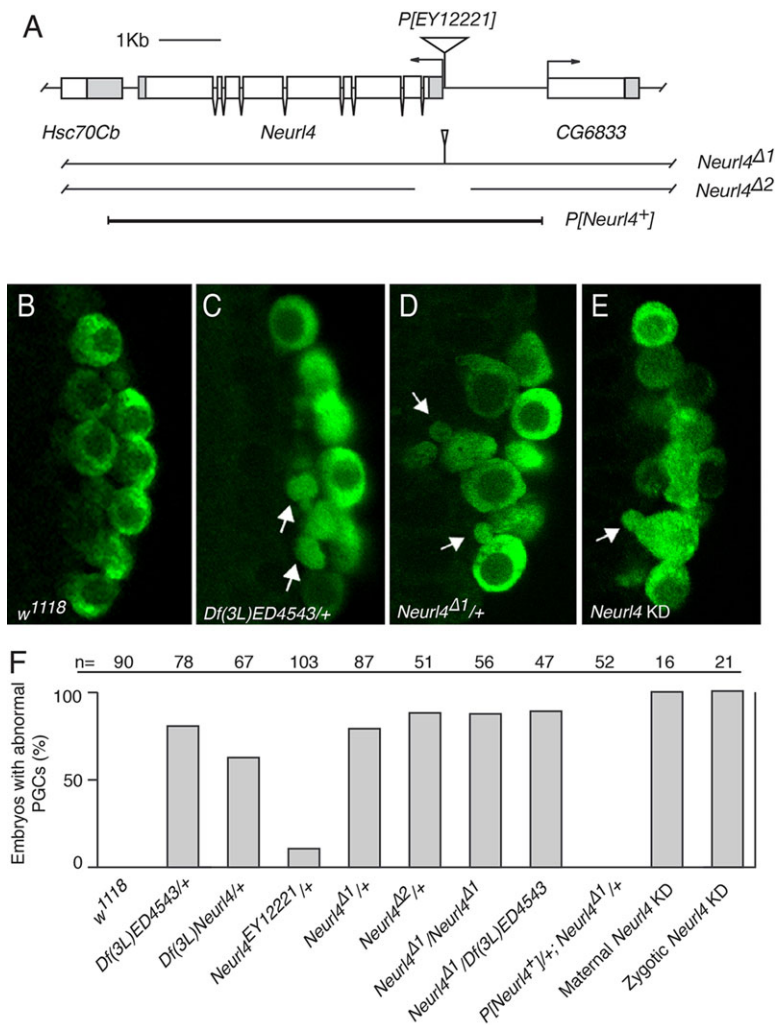 A
P[EY12221]
1Kb
Hsc70Cb Neurl4 CG6833
Neurl4Δ1
Neurl4Δ2
P[Neurl4+]
B C D E
w1118 Df(3L)ED4543/+ Neurl4Δ1/+ Neurl4 KD
F
n= 90 78 67 103 87 51 56 47 52 16 21
Embryos with abnormal
PGCs (%)
100
50
0
w1118
Df(3L)ED4543/+
Df(3L)Neurl4/+
Neurl4EY12221/+
Neurl4Δ1/+
Neurl4Δ2/+
Neurl4Δ1/Neurl4Δ1
Neurl4Δ1/Df(3L)ED4543
P[Neurl4+]/+; Neurl4Δ1/+
Maternal Neurl4 KD
Zygotic Neurl4 KD